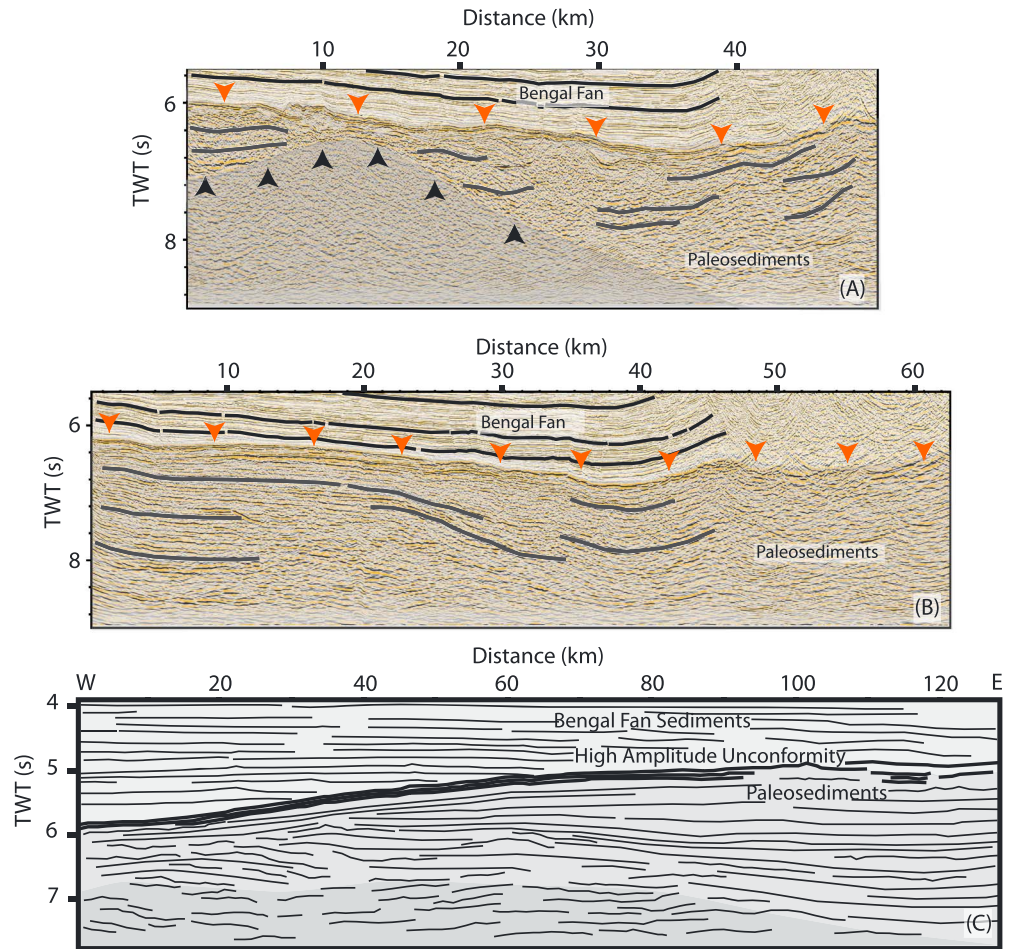 Distance (km)
10 20 30 40
Bengal Fan
6
TWT (s)
8
Paleosediments
(A)
Distance (km)
10 20 30 40 50 60
6
Bengal Fan
TWT (s)
Paleosediments
8
(B)
Distance (km)
W 20 40 60 80 100 120 E
4
Bengal Fan Sediments
High Amplitude Unconformity
5
TWT (s)
Paleosediments
6
7
(C)